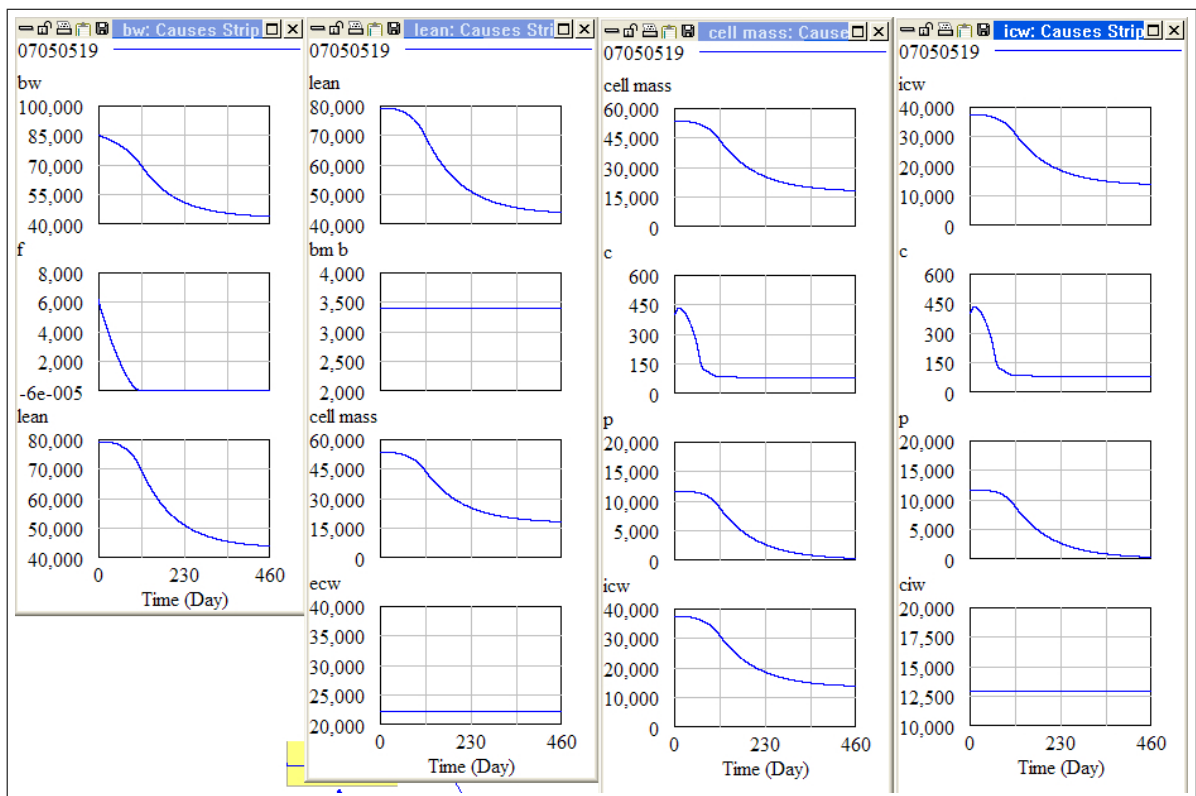 bw: Causes Strip
07050519
bw
100,000
85,000
70,000
55,000
40,000
f
8,000
6,000
4,000
2,000
-6e-005
lean
80,000
70,000
60,000
50,000
40,000
0 230 460
Time (Day)
lean: Causes Stri
07050519
lean
80,000
70,000
60,000
50,000
40,000
bm b
4,000
3,500
3,000
2,500
2,000
cell mass
60,000
45,000
30,000
15,000
0
ecw
40,000
35,000
30,000
25,000
20,000
0 230 460
Time (Day)
cell mass: Cause
07050519
cell mass
60,000
45,000
30,000
15,000
0
c
600
450
300
150
0
p
20,000
15,000
10,000
5,000
0
icw
40,000
30,000
20,000
10,000
0
0 230 460
Time (Day)
icw: Causes Strip
07050519
icw
40,000
30,000
20,000
10,000
0
c
600
450
300
150
0
p
20,000
15,000
10,000
5,000
0
ciw
20,000
17,500
15,000
12,500
10,000
0 230 460
Time (Day)